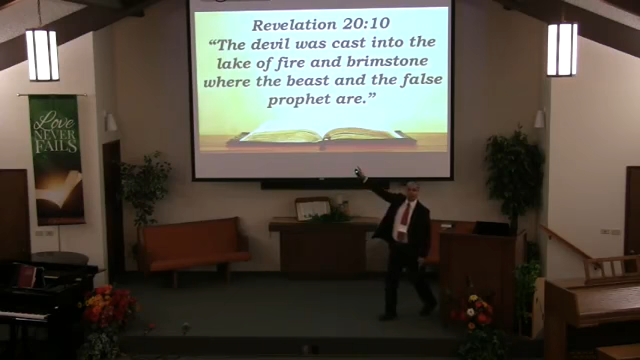 Revelation 20:10
“The devil was cast into the
lake of fire and brimstone
where the beast and the false
prophet are.”
Love
NEVER
FAILS